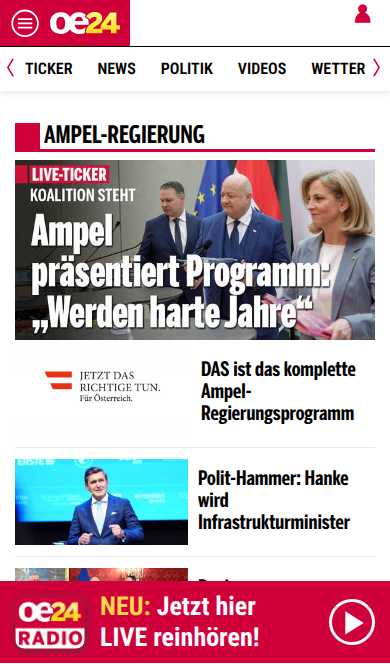 oe24
TICKER NEWS POLITIK VIDEOS WETTER
AMPEL-REGIERUNG
LIVE-TICKER
KOALITION STEHT
Ampel
präsentiert Programm:
„Werden harte Jahre“
JETZT DAS
RICHTIGE TUN.
Für Österreich.
DAS ist das komplette
Ampel-
Regierungsprogramm
ERSTE
Polit-Hammer: Hanke
wird
Infrastrukturminister
oe24
RADIO
NEU: Jetzt hier
LIVE reinhören!